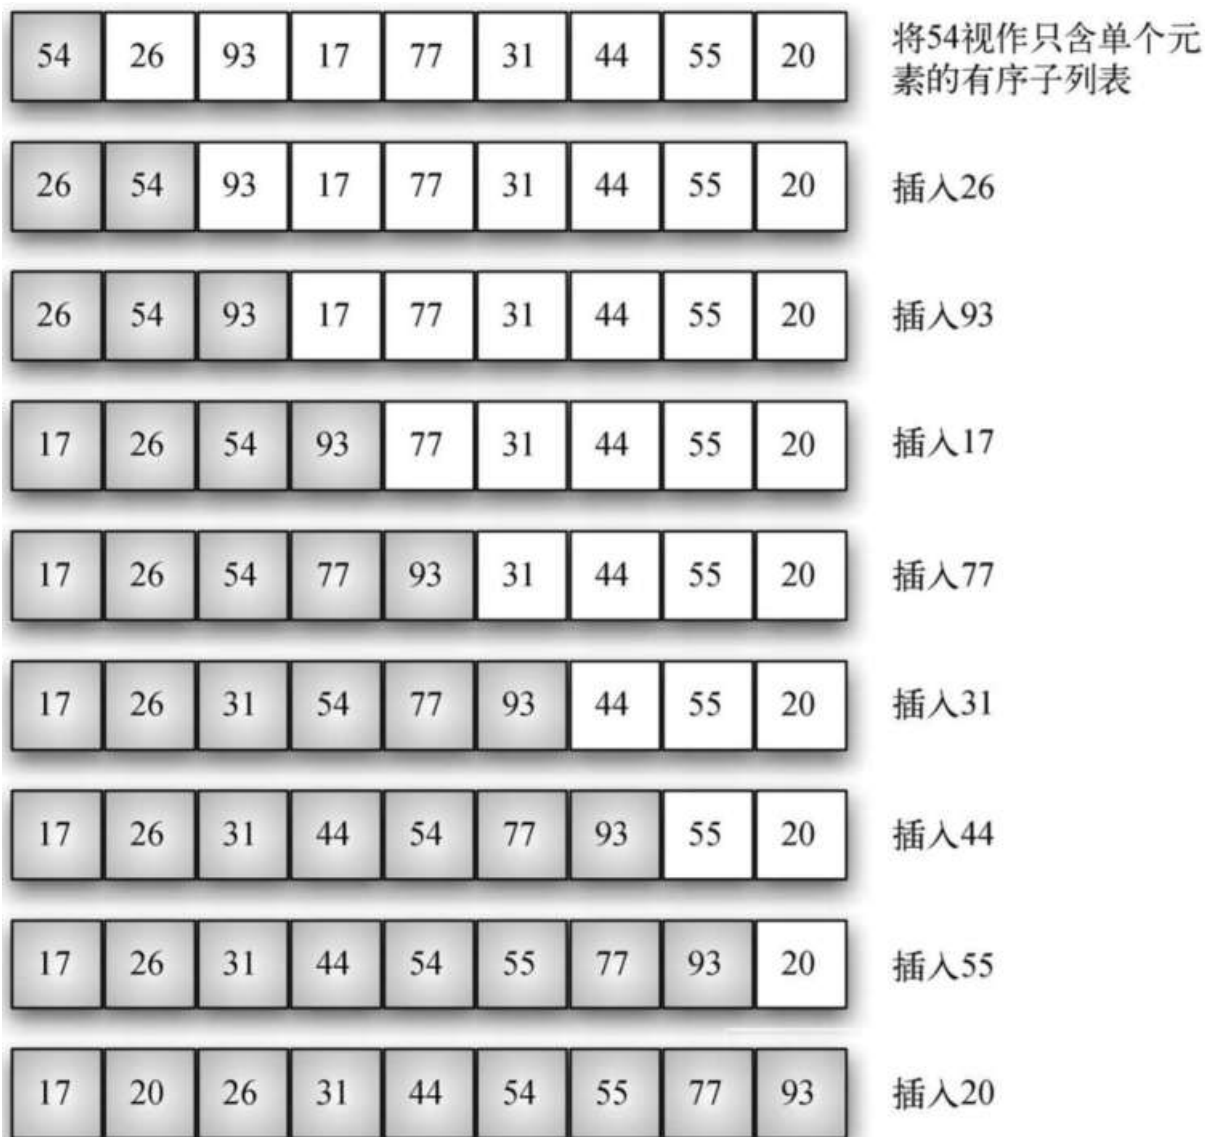 54 26 93 17 77 31 44 55 20 将54视作只含单个元
素的有序子列表
26 54 93 17 77 31 44 55 20 插入26
26 54 93 17 77 31 44 55 20 插入93
17 26 54 93 77 31 44 55 20 插入17
17 26 54 77 93 31 44 55 20 插入77
17 26 31 54 77 93 44 55 20 插入31
17 26 31 44 54 77 93 55 20 插入44
17 26 31 44 54 55 77 93 20 插入55
17 20 26 31 44 54 55 77 93 插入20